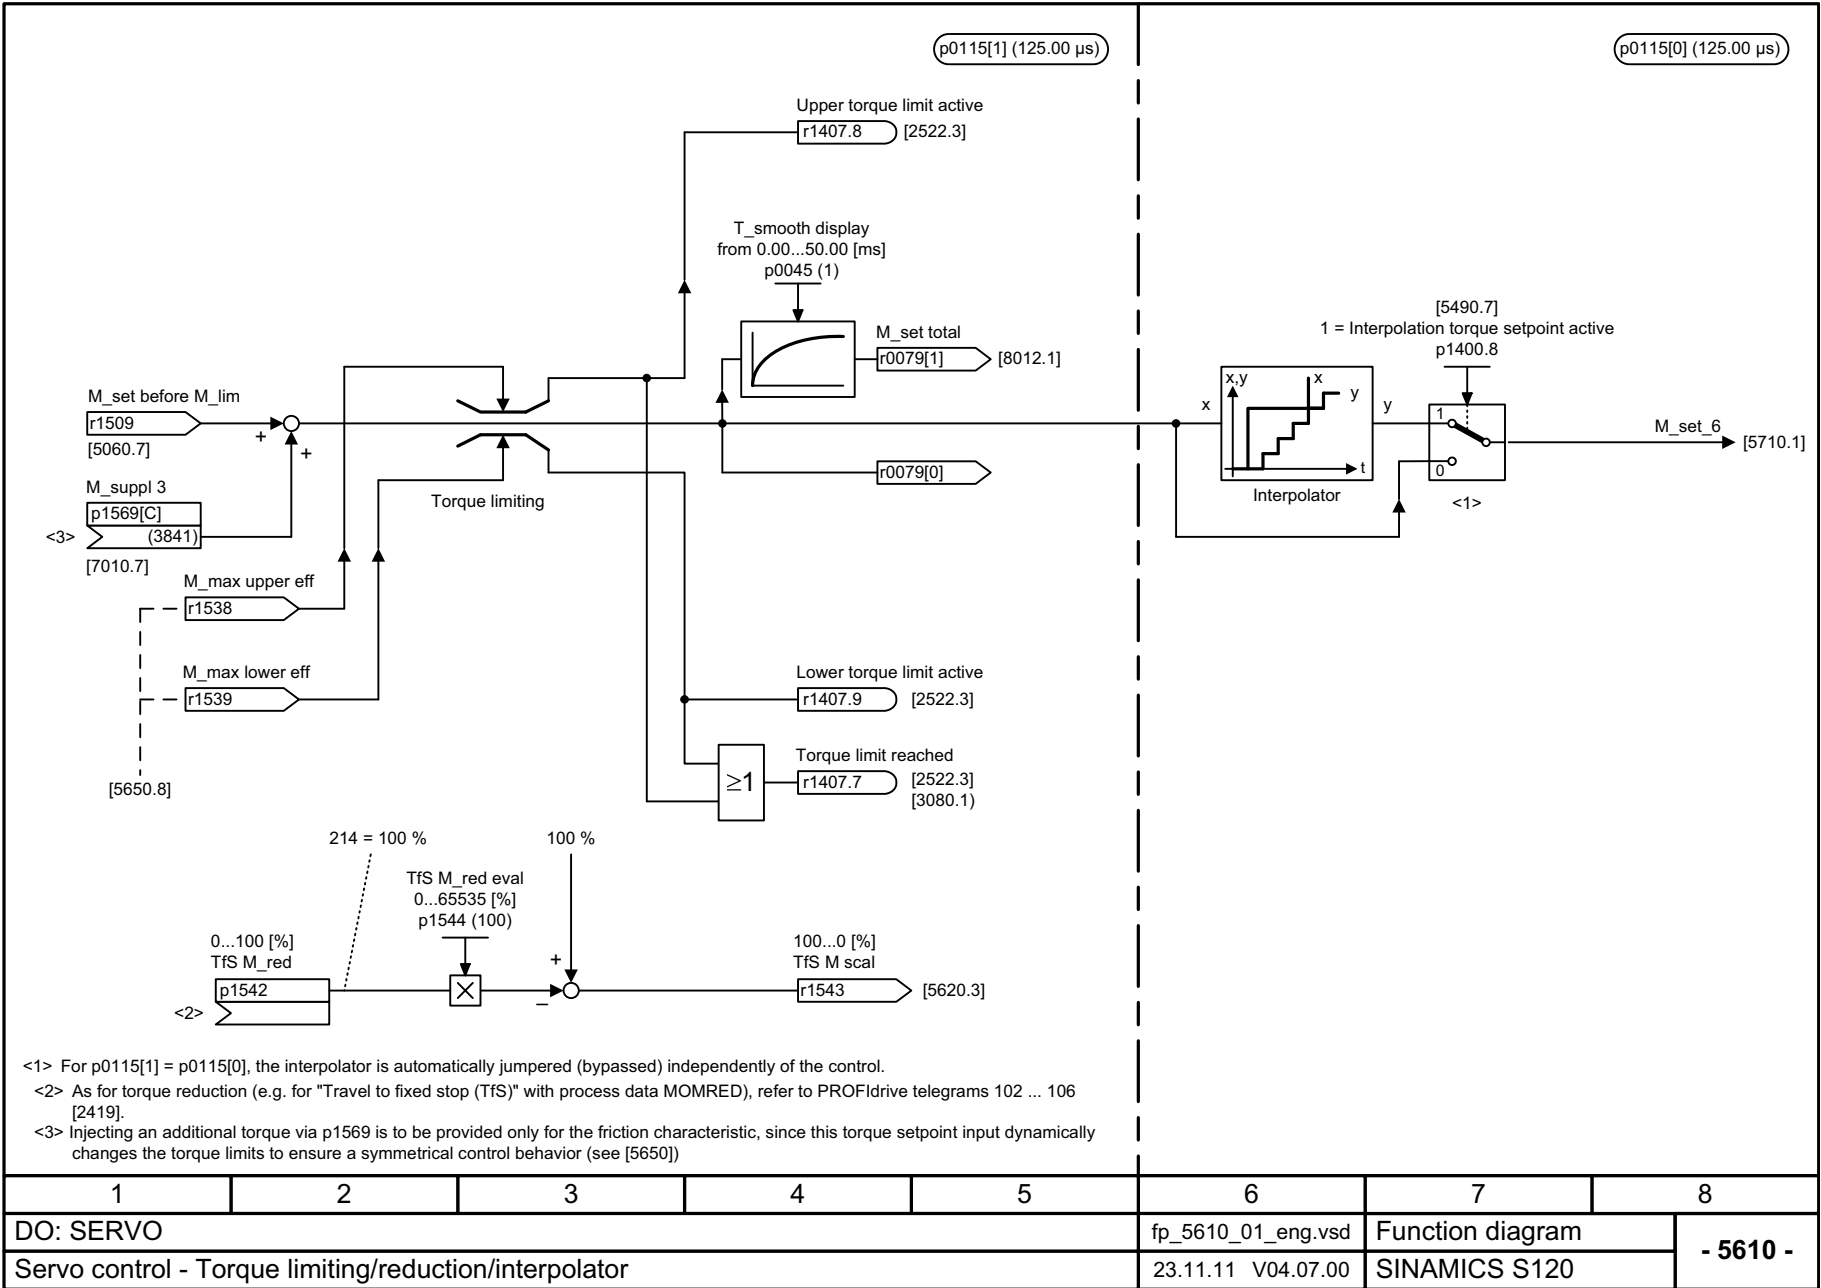 p0115[1] (125.00 µs)
p0115[0] (125.00 µs)
Upper torque limit active
r1407.8
[2522.3]
T_smooth display
from 0.00...50.00 [ms]
p0045 (1)
M_set total
r0079[1]
[8012.1]
[5490.7]
1 = Interpolation torque setpoint active
p1400.8
M_set before M_lim
r1509
[5060.7]
+
+
M_suppl 3
p1569[C]
<3>
(3841)
[7010.7]
Torque limiting
r0079[0]
x
x,y
x
y
t
Interpolator
y
1
0
<1>
M_set_6
[5710.1]
M_max upper eff
r1538
M_max lower eff
r1539
[5650.8]
Lower torque limit active
r1407.9
[2522.3]
Torque limit reached
≥1
r1407.7
[2522.3]
[3080.1)
214 = 100 %
100 %
TfS M_red eval
0...65535 [%]
p1544 (100)
0...100 [%]
TfS M_red
p1542
<2>
+
–
100...0 [%]
TfS M scal
r1543
[5620.3]
<1> For p0115[1] = p0115[0], the interpolator is automatically jumpered (bypassed) independently of the control.
<2> As for torque reduction (e.g. for "Travel to fixed stop (TfS)" with process data MOMRED), refer to PROFIdrive telegrams 102 ... 106
[2419].
<3> Injecting an additional torque via p1569 is to be provided only for the friction characteristic, since this torque setpoint input dynamically
changes the torque limits to ensure a symmetrical control behavior (see [5650])
1 2 3 4 5 6 7 8
DO: SERVO
fp_5610_01_eng.vsd
Function diagram
- 5610 -
Servo control - Torque limiting/reduction/interpolator
23.11.11 V04.07.00
SINAMICS S120